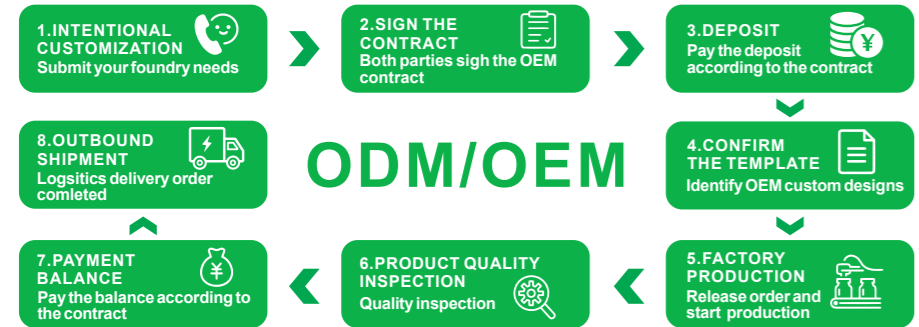 1.INTENTIONAL
CUSTOMIZATION
Submit your foundry needs
2.SIGN THE
CONTRACT
Both parties sigh the OEM
contract
3.DEPOSIT
Pay the deposit
according to the contract
¥
4.CONFIRM
THE TEMPLATE
Identify OEM custom designs
5.FACTORY
PRODUCTION
Release order and
start production
6.PRODUCT QUALITY
INSPECTION
Quality inspection
7.PAYMENT
BALANCE
Pay the balance according to
the contract
¥
8.OUTBOUND
SHIPMENT
Logsitics delivery order
comleted
ODM/OEM